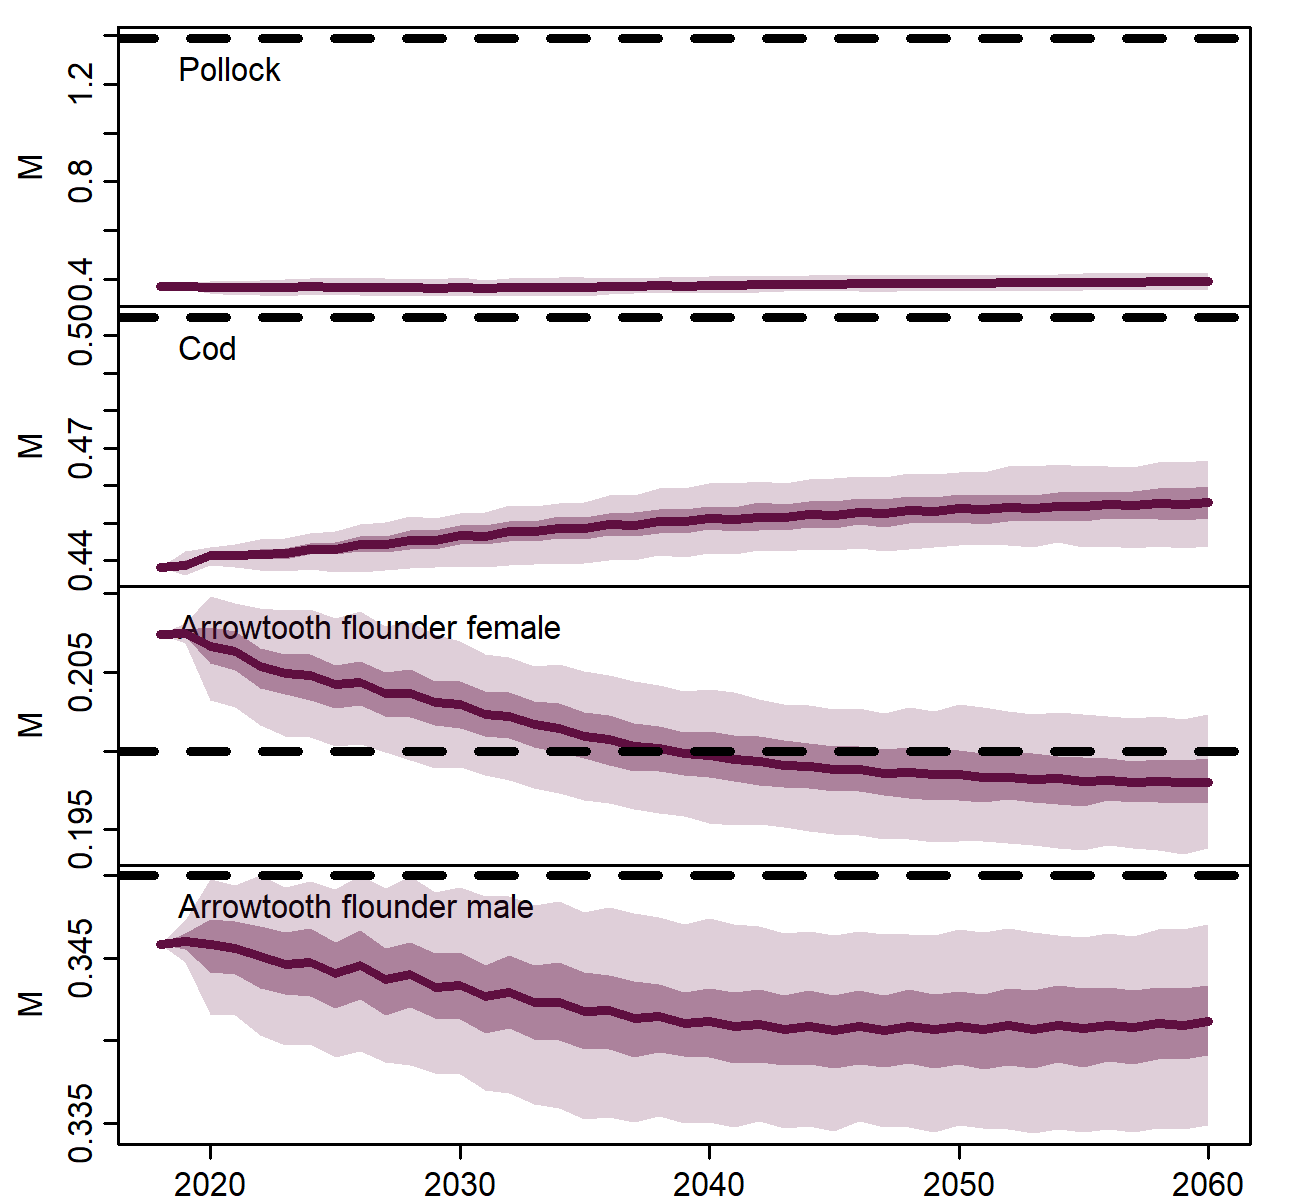 Pollock
M
1.2
0.8
0.4
Cod
M
0.50
0.47
0.44
Arrowtooth flounder female
M
0.205
0.195
Arrowtooth flounder male
M
0.345
0.335
2020 2030 2040 2050 2060